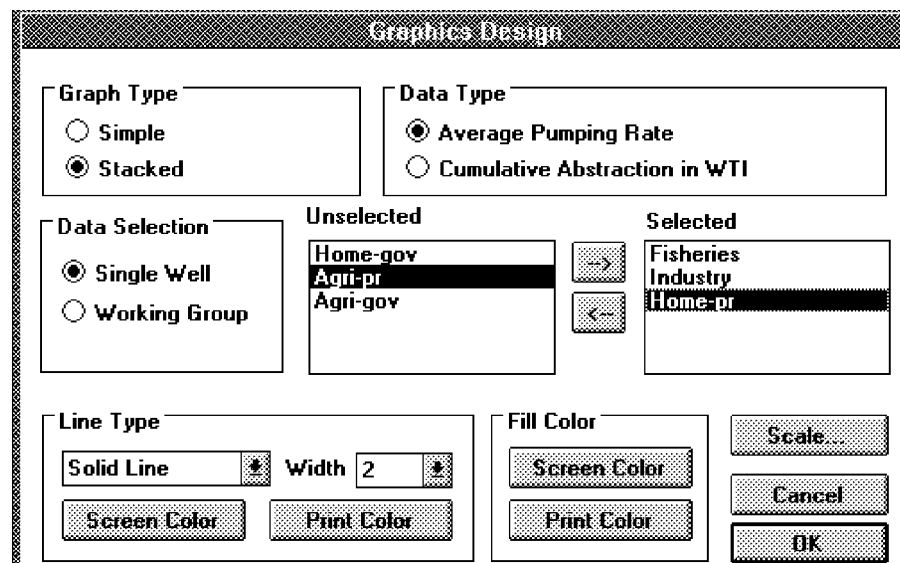 Graphics Design
Graph Type
Simple
Stacked
Data Type
Average Pumping Rate
Cumulative Abstraction in WTI
Data Selection
Single Well
Working Group
Unselected
Home-gov
Agri-pr
Agri-gov
-->
<--
Selected
Fisheries
Industry
Home-pr
Line Type
Solid Line
Width 2
Screen Color
Print Color
Fill Color
Screen Color
Print Color
Scale...
Cancel
OK